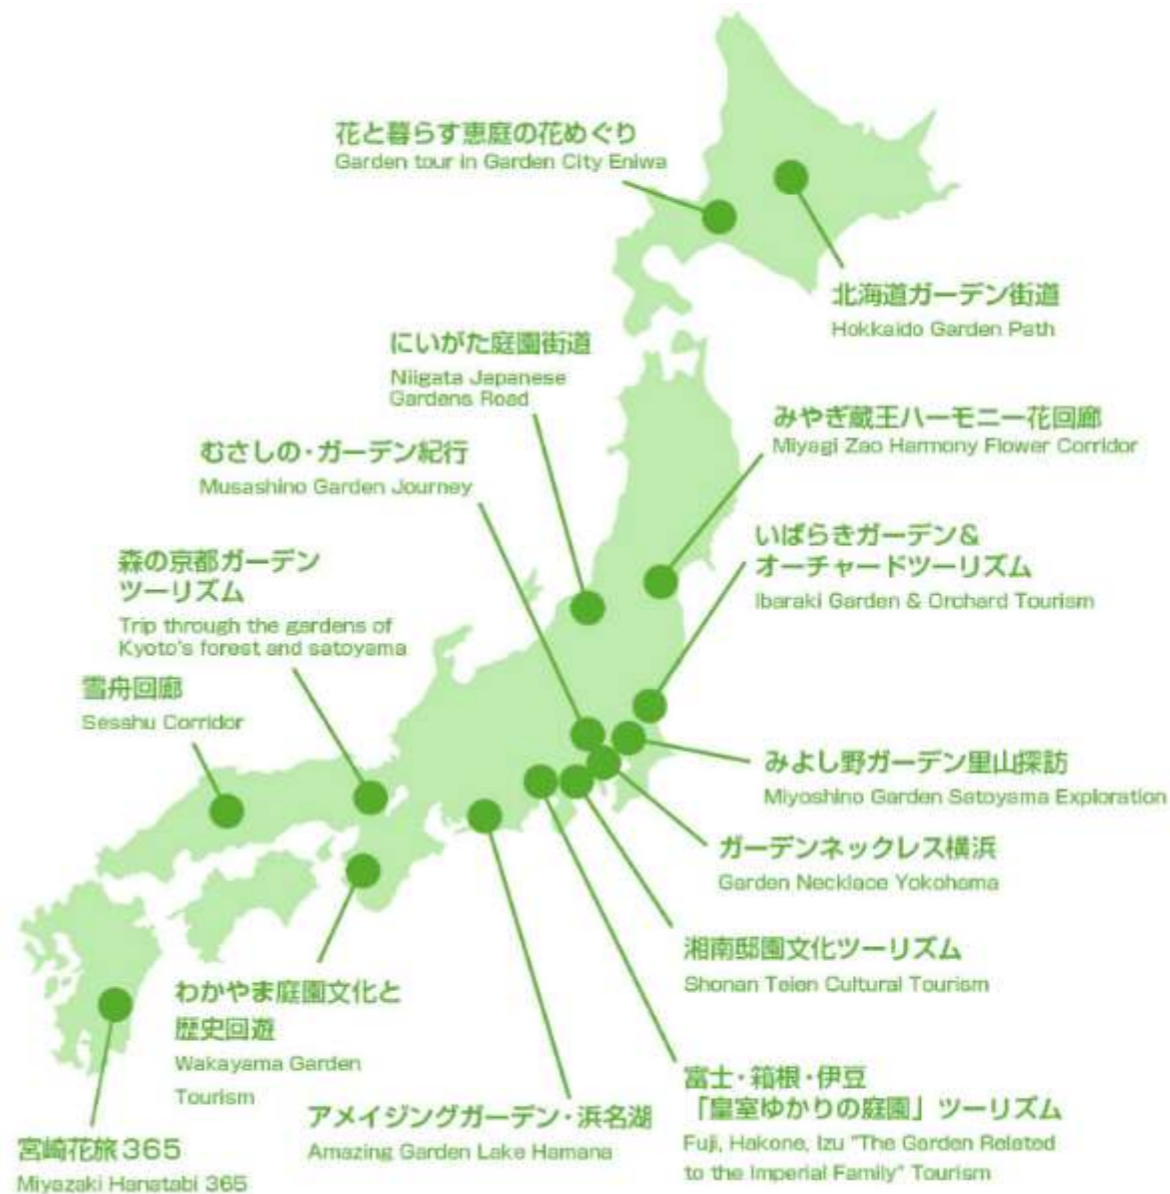 花と暮らす恵庭の花めぐり
Garden tour in Garden City Eniwa
北海道ガーデン街道
Hokkaido Garden Path
にいがた庭園街道
Niigata Japanese
Gardens Road
みやぎ蔵王ハーモニー花回廊
Miyagi Zao Harmony Flower Corridor
むさしの・ガーデン紀行
Musashino Garden Journey
いばらきガーデン&
オーチャードツーリズム
Ibaraki Garden & Orchard Tourism
森の京都ガーデン
ツーリズム
Trip through the gardens of
Kyoto's forest and satoyama
雪舟回廊
Sesshu Corridor
みよし野ガーデン里山探訪
Miyoshino Garden Satoyama Exploration
ガーデンネックレス横浜
Garden Necklace Yokohama
湘南邸園文化ツーリズム
Shonan Teien Cultural Tourism
わかやま庭園文化と
歴史回遊
Wakayama Garden
Tourism
富士・箱根・伊豆
「皇室ゆかりの庭園」ツーリズム
Fuji, Hakone, Izu "The Garden Related
to the Imperial Family" Tourism
アメイジングガーデン・浜名湖
Amazing Garden Lake Hamana
宮崎花旅365
Miyazaki Hanatabi 365